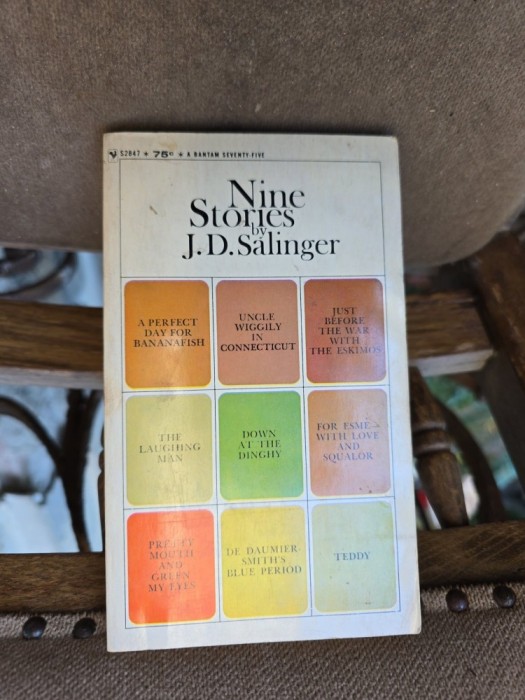 S2847 ★ 75¢ ★ A BANTAM SEVENTY-FIVE
Nine
Stories
by
J.D. Salinger
A PERFECT
DAY FOR
BANANAFISH
UNCLE
WIGGILY
IN
CONNECTICUT
JUST
BEFORE
THE WAR
WITH
THE ESKIMOS
THE
LAUGHING
MAN
DOWN
AT THE
DINGHY
FOR ESMÉ–
WITH LOVE
AND
SQUALOR
PRETTY
MOUTH
AND
GREEN
MY EYES
DE DAUMIER-
SMITH'S
BLUE PERIOD
TEDDY